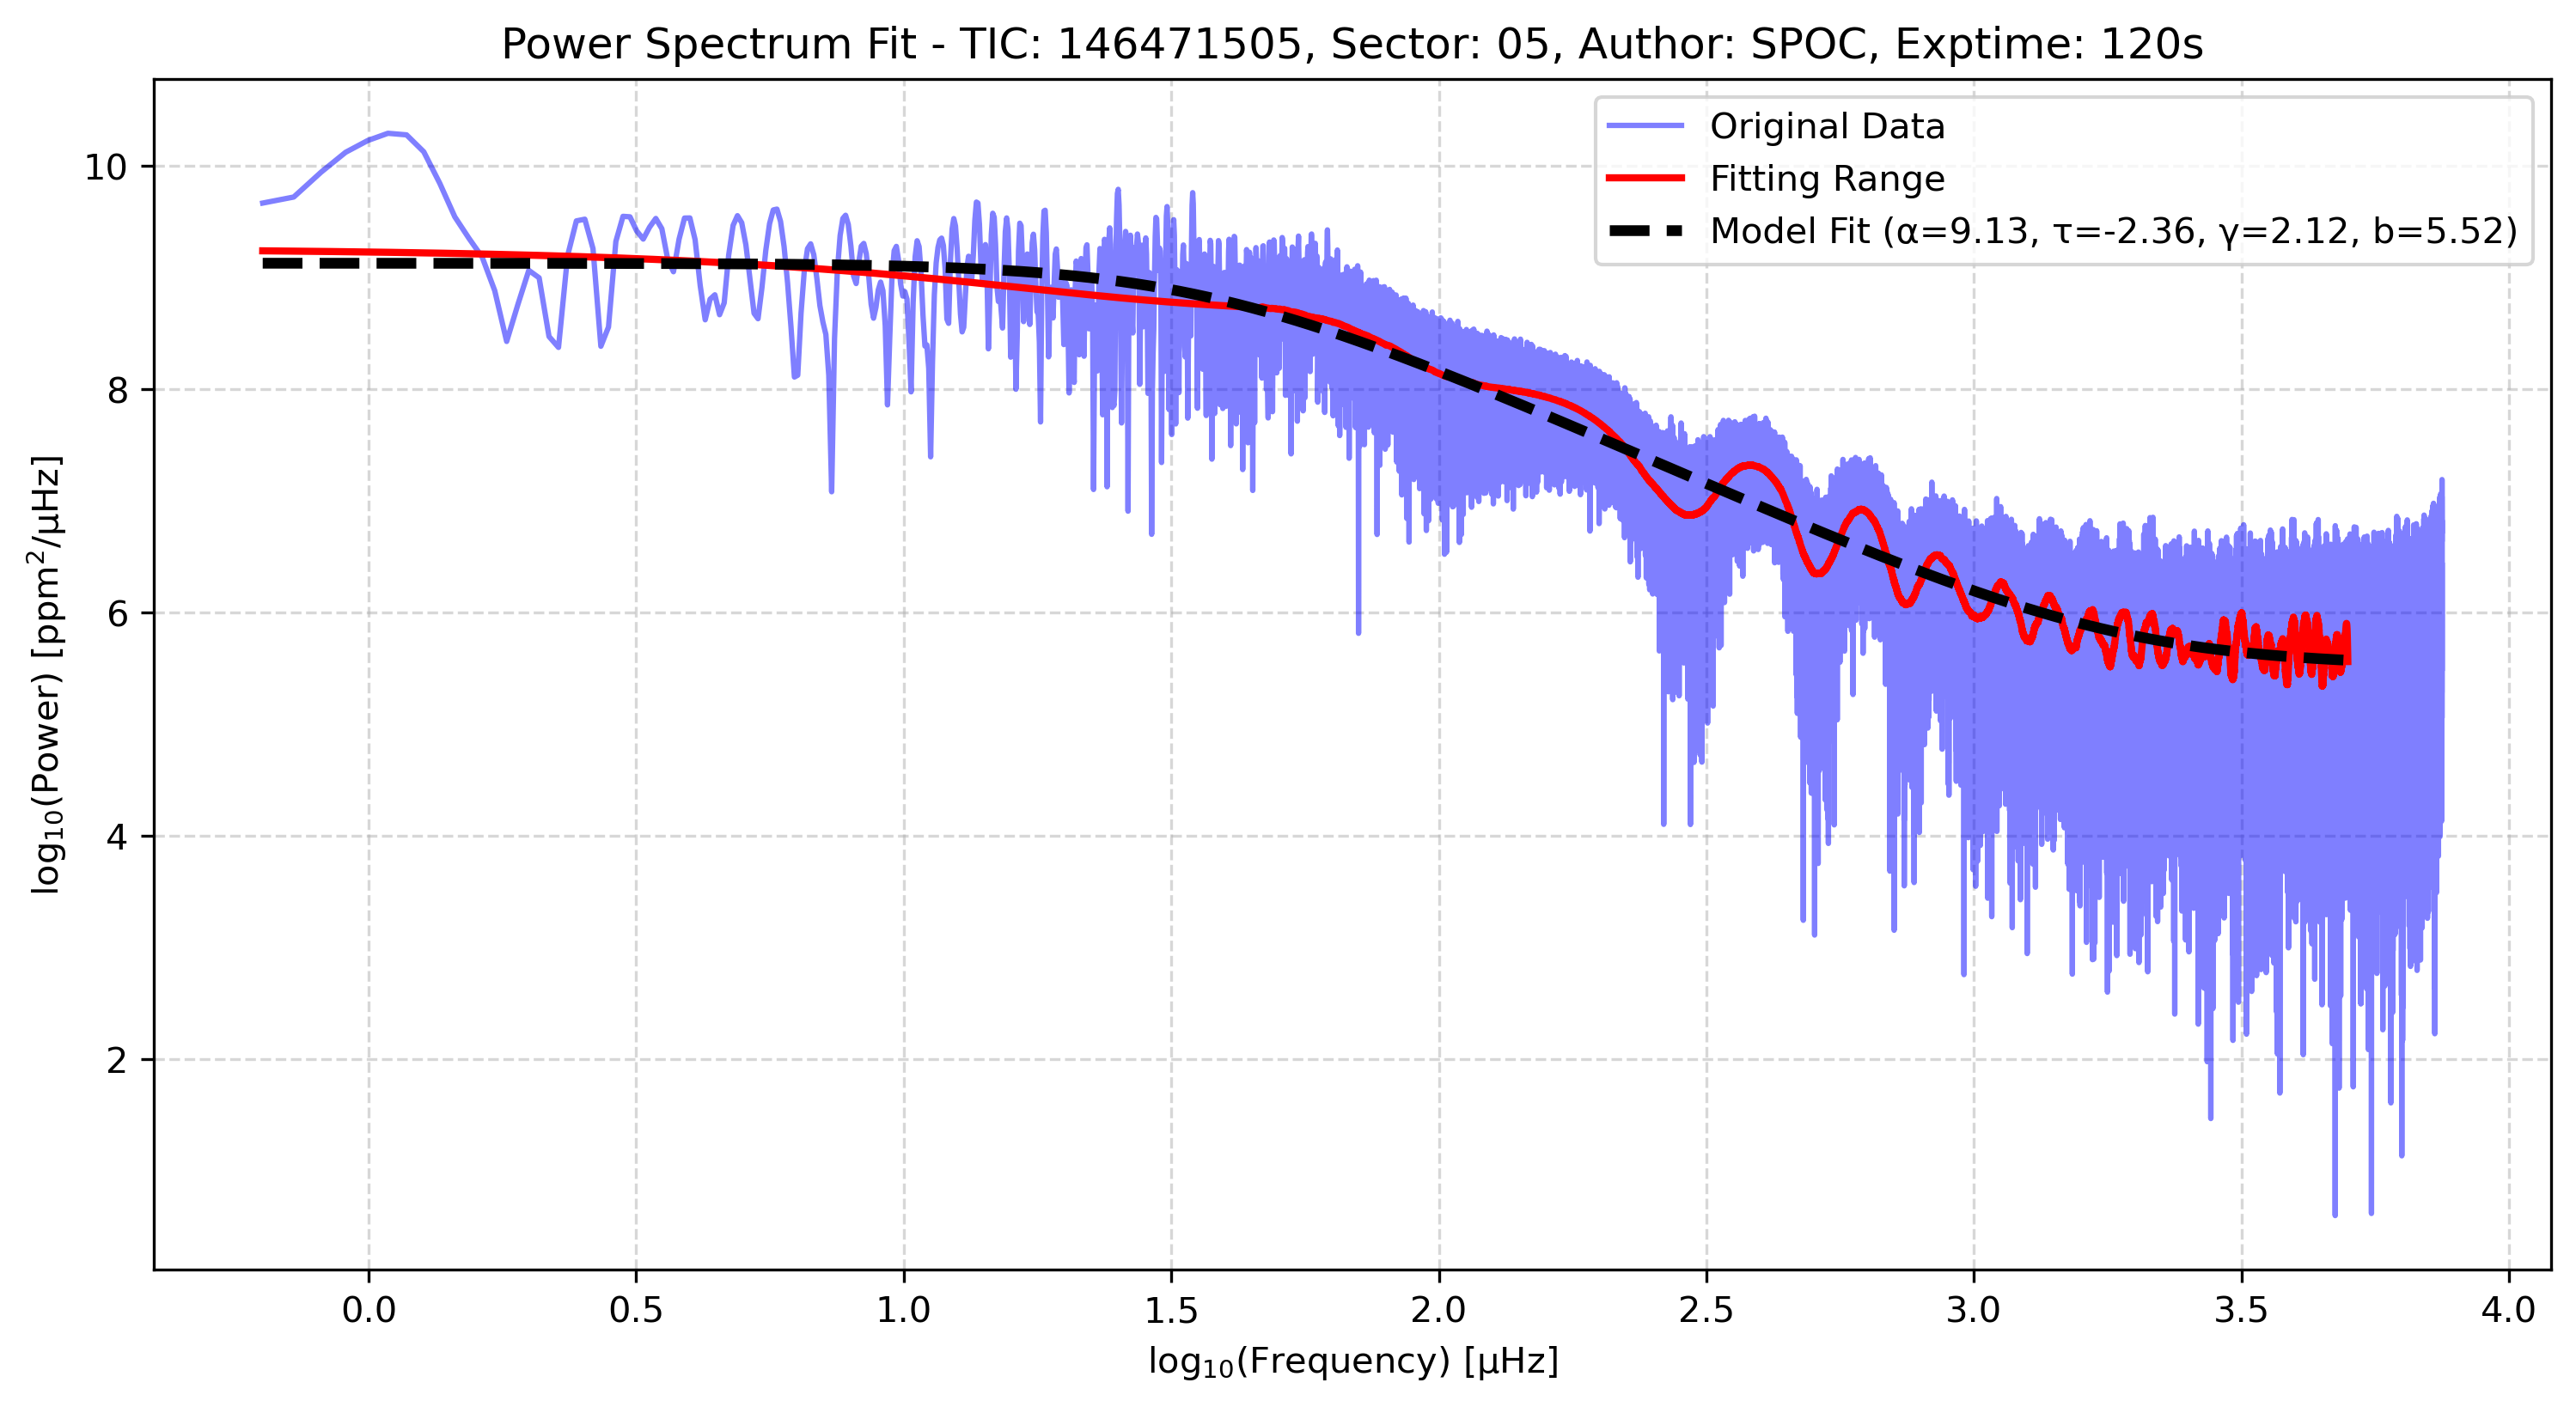 Power Spectrum Fit - TIC: 146471505, Sector: 05, Author: SPOC, Exptime: 120s
Original Data
Fitting Range
Model Fit (α=9.13, τ=-2.36, γ=2.12, b=5.52)
log₁₀(Power) [ppm²/μHz]
10
8
6
4
2
0.0 0.5 1.0 1.5 2.0 2.5 3.0 3.5 4.0
log₁₀(Frequency) [μHz]